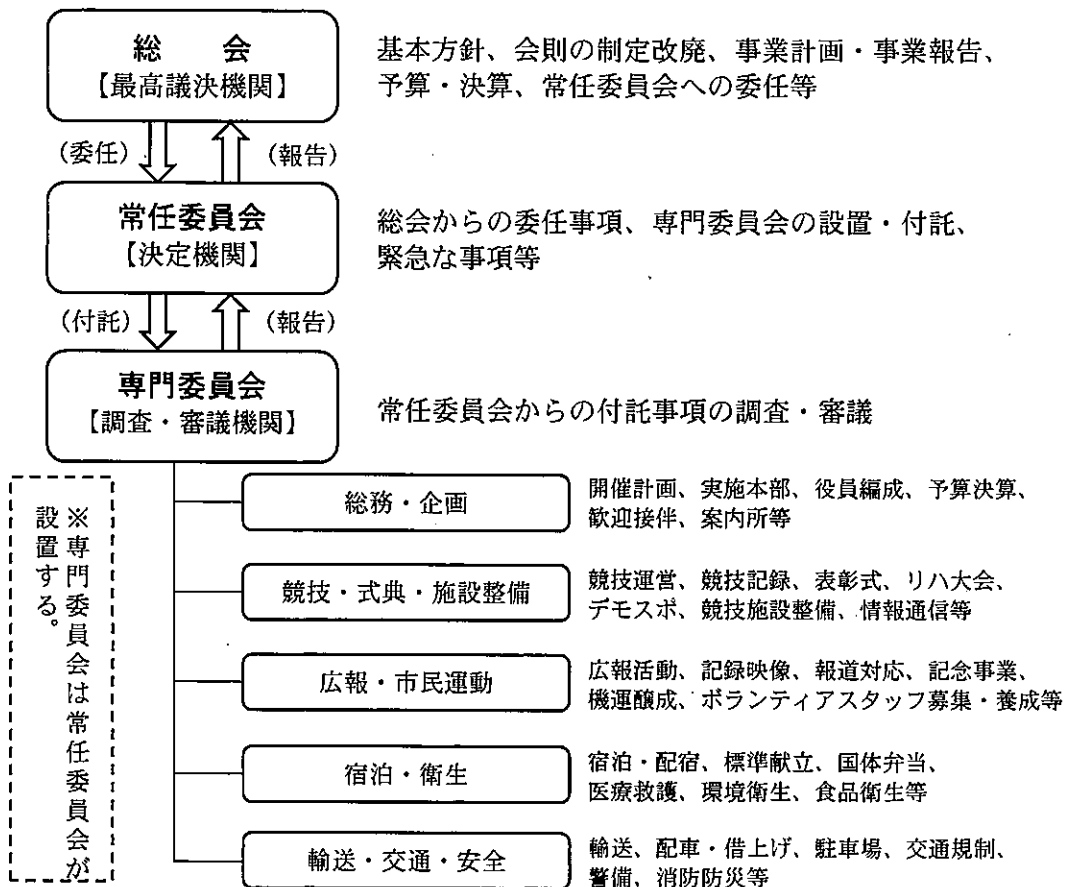 総　会
【最高議決機関】
基本方針、会則の制定改廃、事業計画・事業報告、
予算・決算、常任委員会への委任等
（委任）
（報告）
常任委員会
【決定機関】
総会からの委任事項、専門委員会の設置・付託、
緊急な事項等
（付託）
（報告）
専門委員会
【調査・審議機関】
常任委員会からの付託事項の調査・審議
※専門委員会は常任委員会が
設置する。
総務・企画
開催計画、実施本部、役員編成、予算決算、
歓迎接伴、案内所等
競技・式典・施設整備
競技運営、競技記録、表彰式、リハ大会、
デモスポ、競技施設整備、情報通信等
広報・市民運動
広報活動、記録映像、報道対応、記念事業、
機運醸成、ボランティアスタッフ募集・養成等
宿泊・衛生
宿泊・配宿、標準献立、国体弁当、
医療救護、環境衛生、食品衛生等
輸送・交通・安全
輸送、配車・借上げ、駐車場、交通規制、
警備、消防防災等